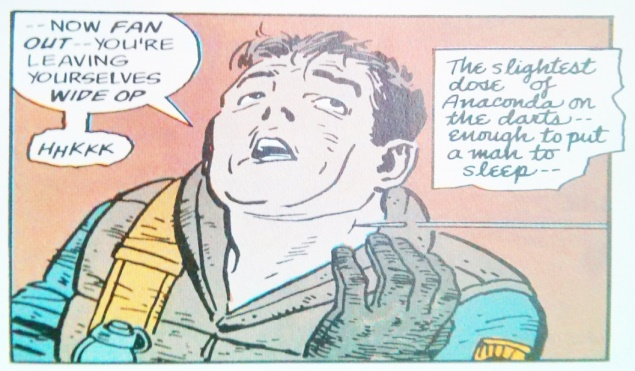 --NOW FAN
OUT--YOU'RE
LEAVING
YOURSELVES
WIDE OP
HHKKK
The slightest
dose of
Anaconda on
the darts--
enough to put
a man to
sleep--